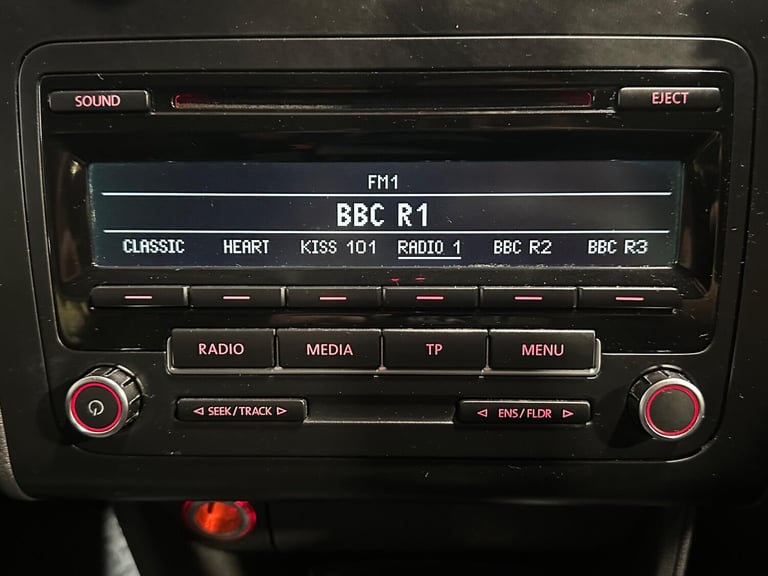 SOUND
EJECT
FM1
BBC R1
CLASSIC HEART KISS 101 RADIO 1 BBC R2 BBC R3
RADIO MEDIA TP MENU
SEEK/TRACK ENS/FLDR